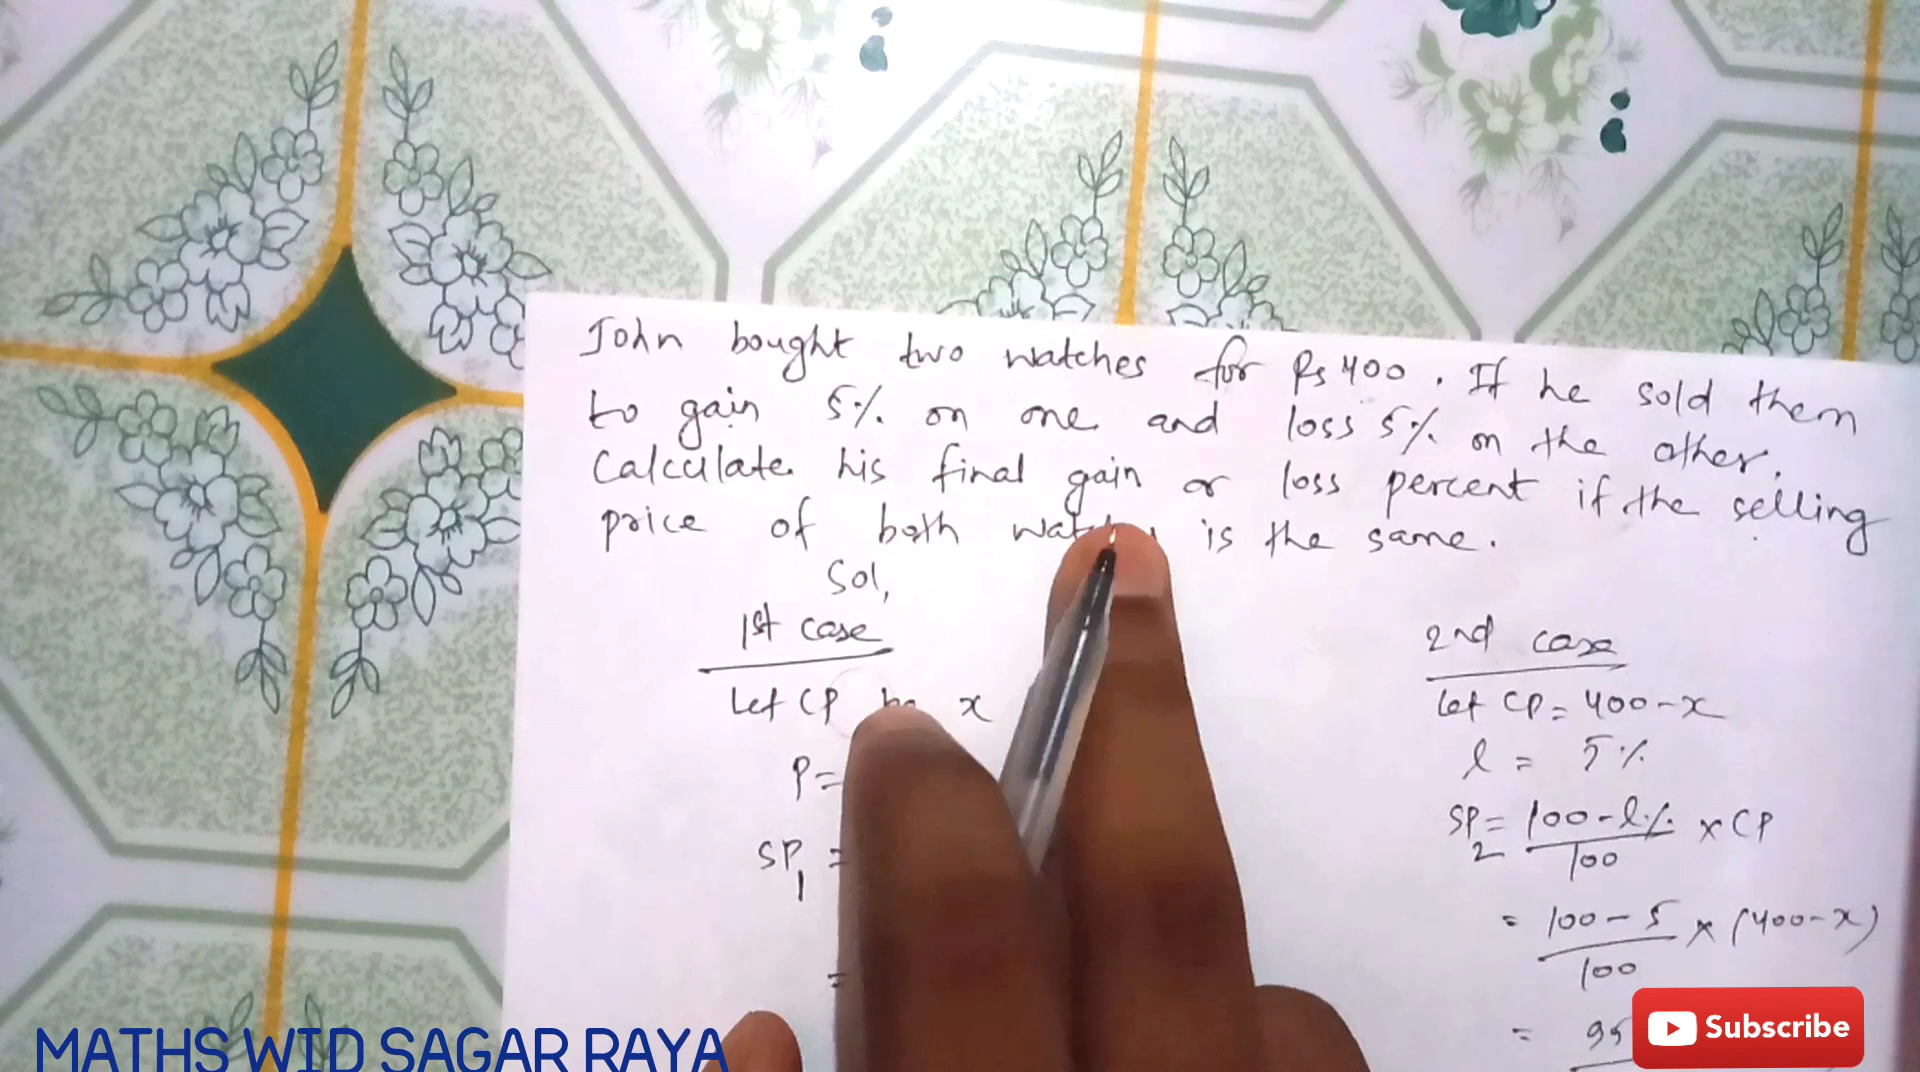 John bought two watches for Rs 400. If he sold them
to gain 5% on one and loss 5% on the other.
Calculate his final gain or loss percent if the selling
price of both is the same.
Sol,
1st case
Let CP x
P=
SP1 =
=
2nd case
Let CP = 400-x
l = 5%
SP2 = 100-l% / 100 x CP
= 100-5 / 100 x (400-x)
= 95
MATHS WID SAGAR RAYA
Subscribe